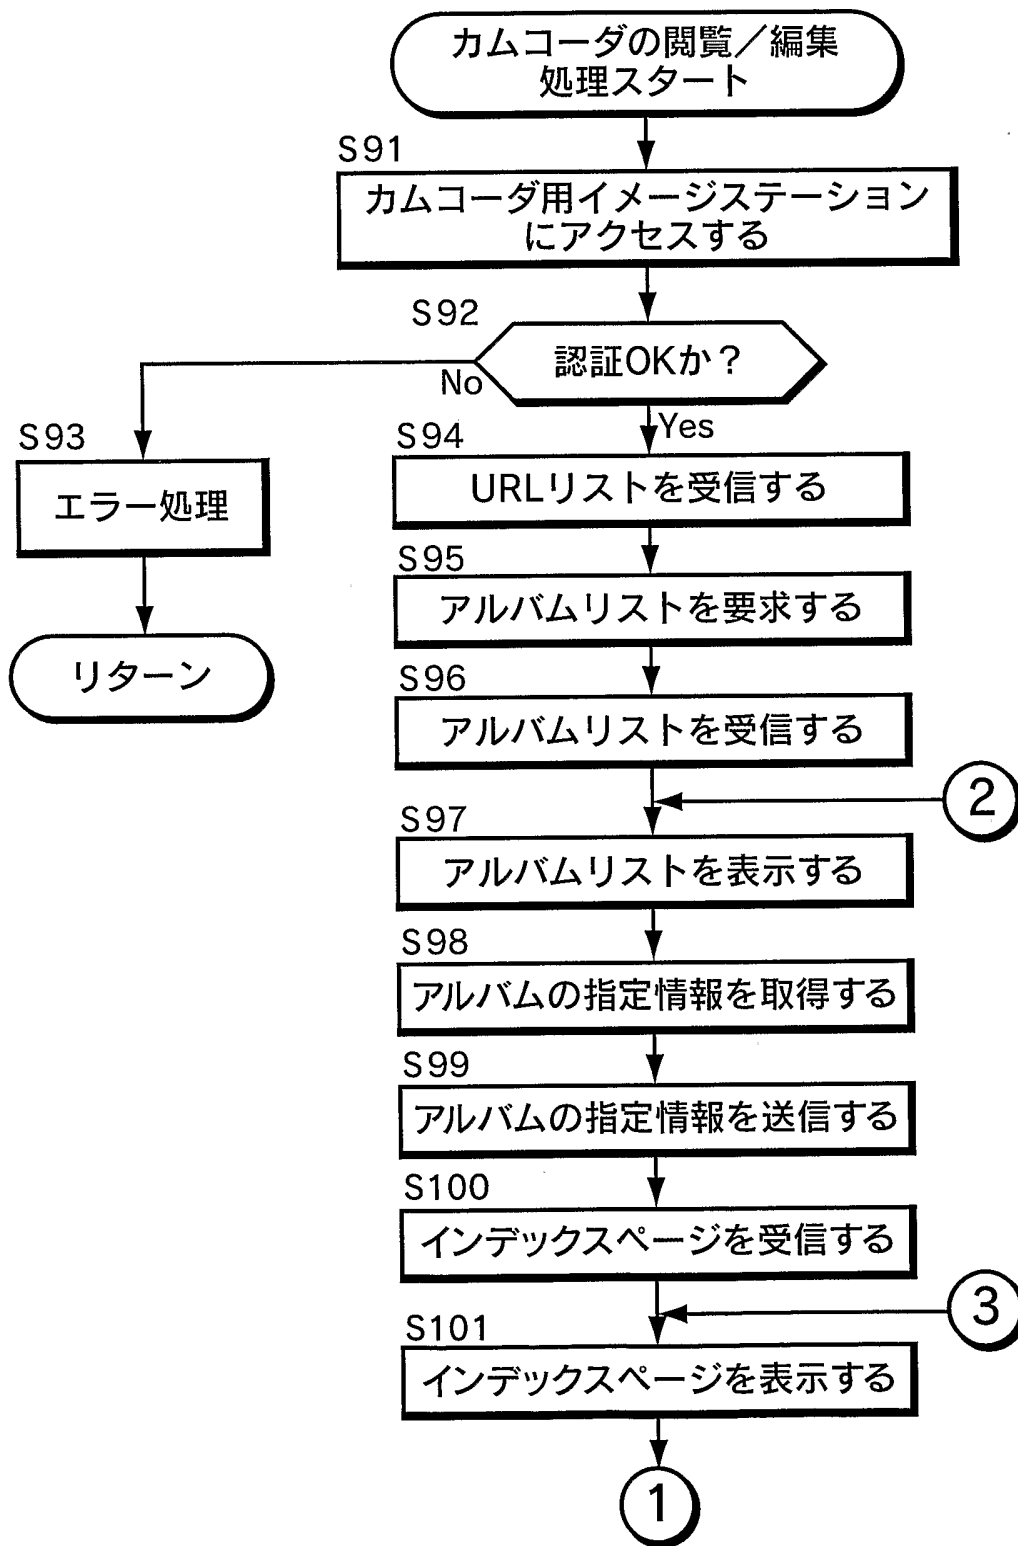 カムコーダの閲覧／編集
処理スタート
S91
カムコーダ用イメージステーション
にアクセスする
S92
認証OKか？
No
Yes
S93
エラー処理
リターン
S94
URLリストを受信する
S95
アルバムリストを要求する
S96
アルバムリストを受信する
2
S97
アルバムリストを表示する
S98
アルバムの指定情報を取得する
S99
アルバムの指定情報を送信する
S100
インデックスページを受信する
3
S101
インデックスページを表示する
1